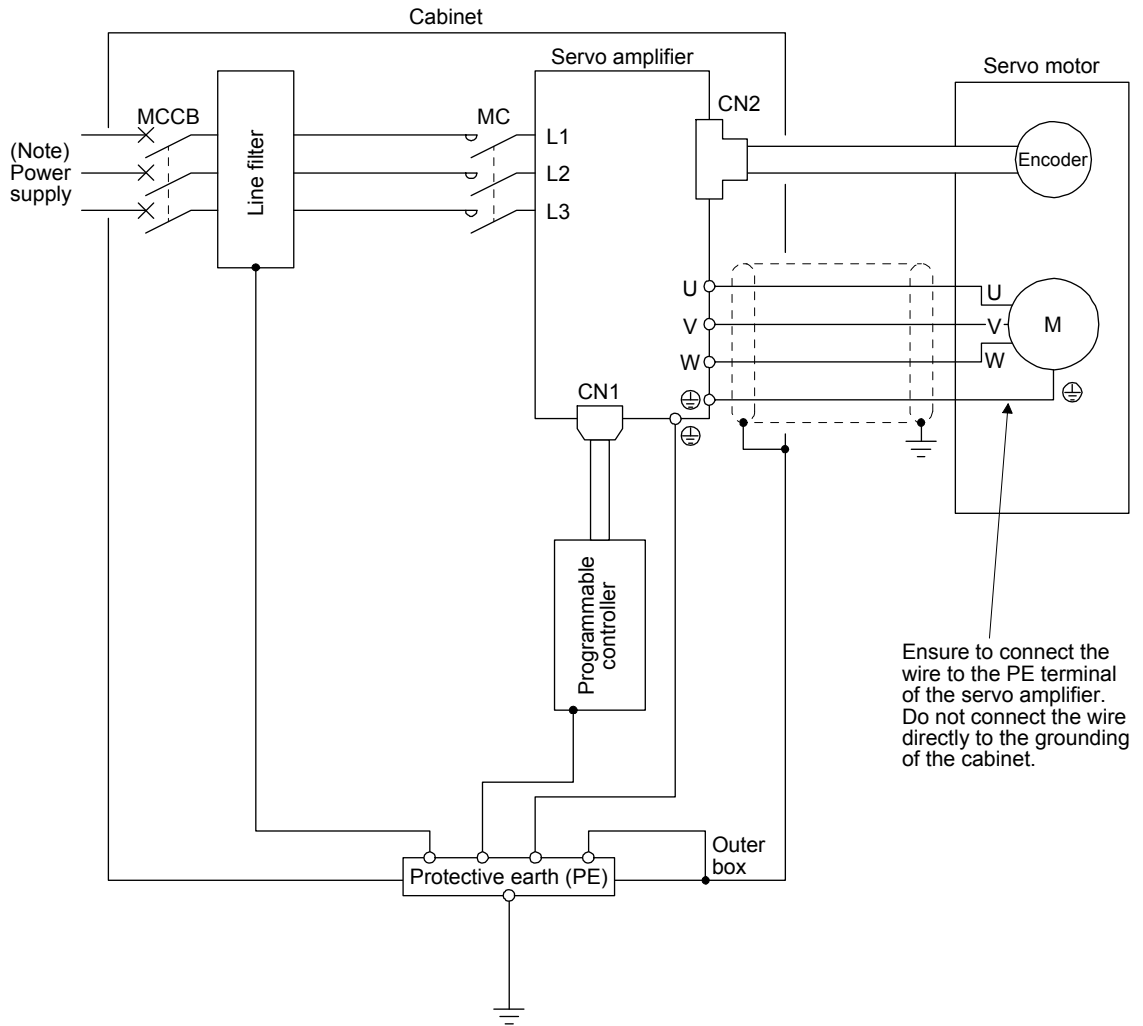 Cabinet
Servo amplifier
Servo motor
MCCB
MC
CN2
(Note)
Power
supply
Line filter
L1
L2
L3
Encoder
U
V
W
U
V
W
M
CN1
Programmable
controller
Ensure to connect the
wire to the PE terminal
of the servo amplifier.
Do not connect the wire
directly to the grounding
of the cabinet.
Outer
box
Protective earth (PE)